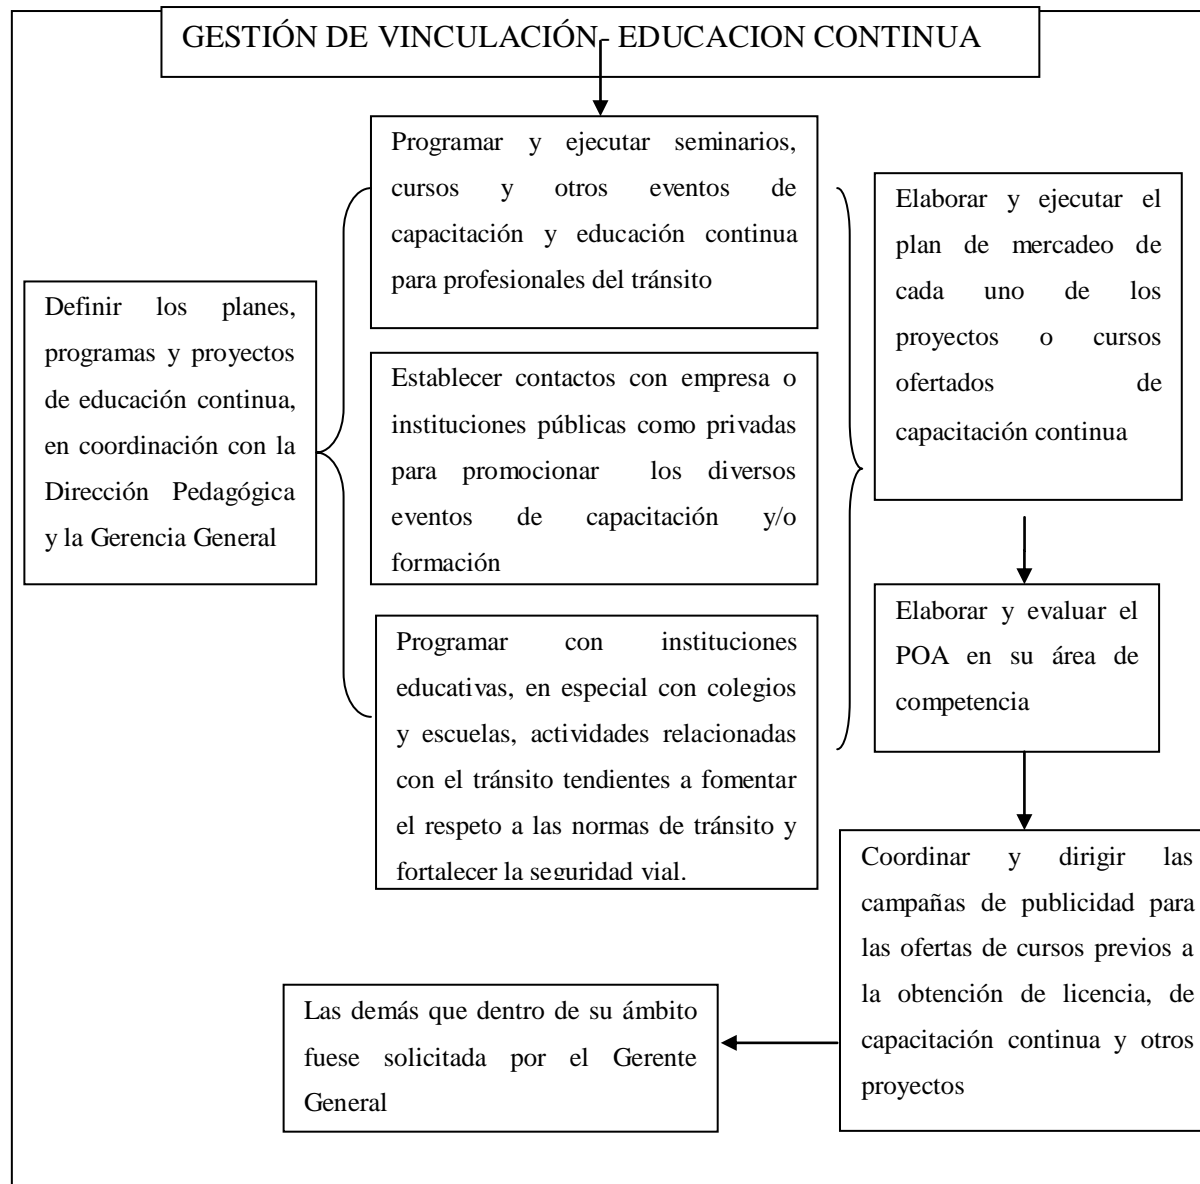 GESTIÓN DE VINCULACIÓN - EDUCACION CONTINUA
Definir los planes,
programas y proyectos
de educación continua,
en coordinación con la
Dirección Pedagógica
y la Gerencia General
Programar y ejecutar seminarios,
cursos y otros eventos de
capacitación y educación continua
para profesionales del tránsito
Establecer contactos con empresa o
instituciones públicas como privadas
para promocionar los diversos
eventos de capacitación y/o
formación
Programar con instituciones
educativas, en especial con colegios
y escuelas, actividades relacionadas
con el tránsito tendientes a fomentar
el respeto a las normas de tránsito y
fortalecer la seguridad vial.
Elaborar y ejecutar el
plan de mercadeo de
cada uno de los
proyectos o cursos
ofertados de
capacitación continua
Elaborar y evaluar el
POA en su área de
competencia
Coordinar y dirigir las
campañas de publicidad para
las ofertas de cursos previos a
la obtención de licencia, de
capacitación continua y otros
proyectos
Las demás que dentro de su ámbito
fuese solicitada por el Gerente
General